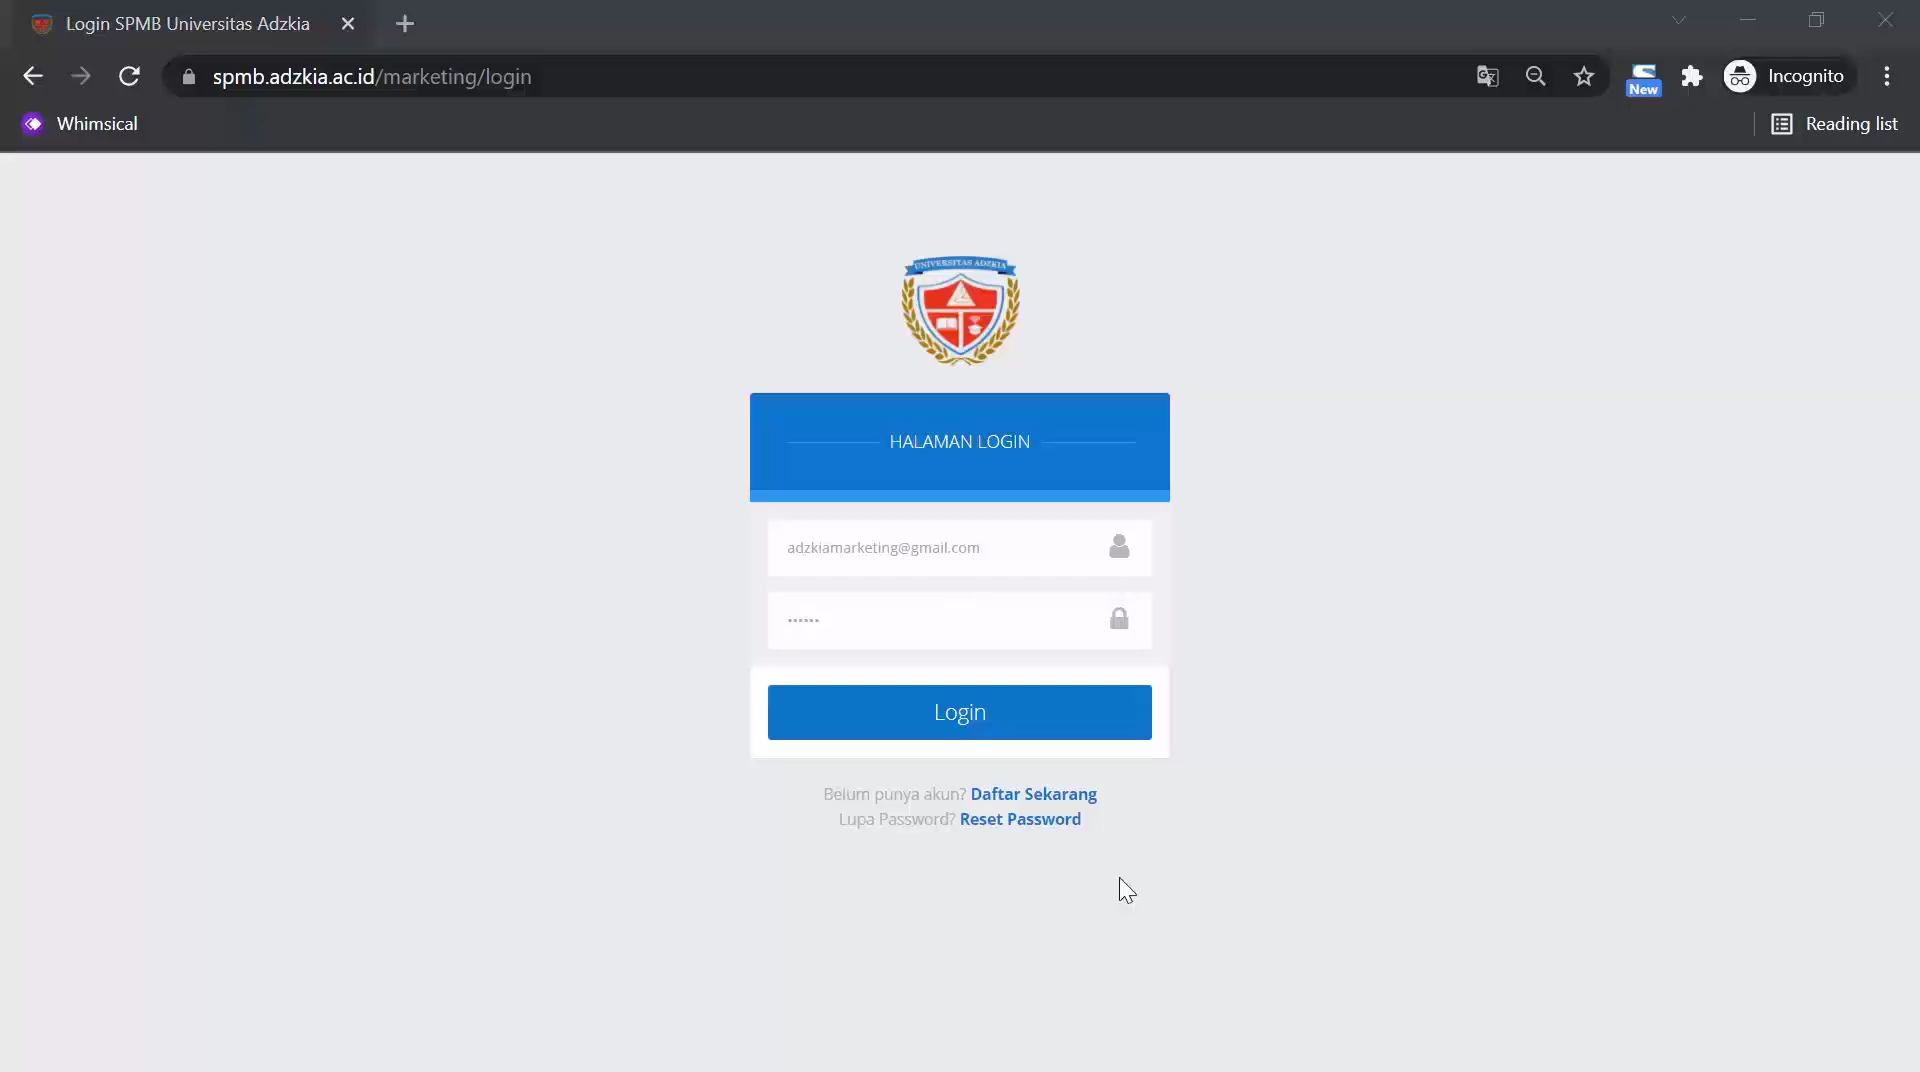 Login SPMB Universitas Adzkia
spmb.adzkia.ac.id/marketing/login
New
Incognito
Whimsical
Reading list
UNIVERSITAS ADZKIA
HALAMAN LOGIN
adzkiamarketing@gmail.com
••••••
Login
Belum punya akun? Daftar Sekarang
Lupa Password? Reset Password